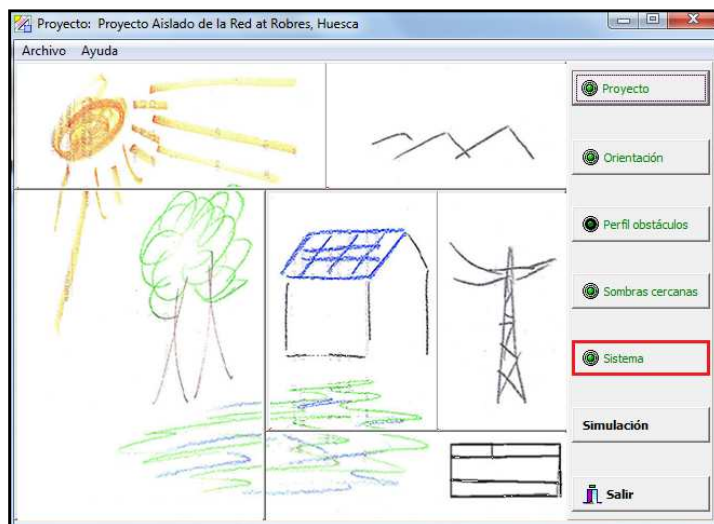 Proyecto: Proyecto Aislado de la Red at Robres, Huesca
Archivo Ayuda
Proyecto
Orientación
Perfil obstáculos
Sombras cercanas
Sistema
Simulación
Salir